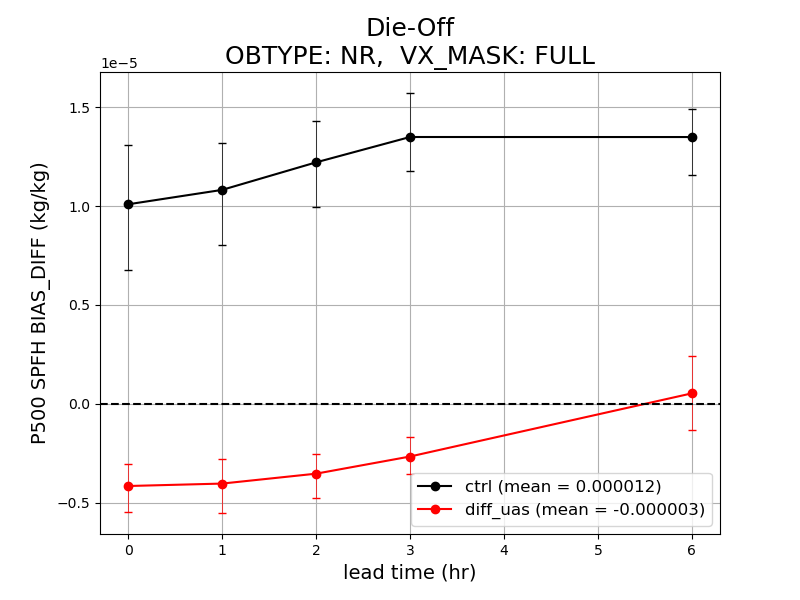 Die-Off
OBTYPE: NR,  VX_MASK: FULL
1e−5
P500 SPFH BIAS_DIFF (kg/kg)
1.5
1.0
0.5
0.0
−0.5
ctrl (mean = 0.000012)
diff_uas (mean = -0.000003)
0 1 2 3 4 5 6
lead time (hr)